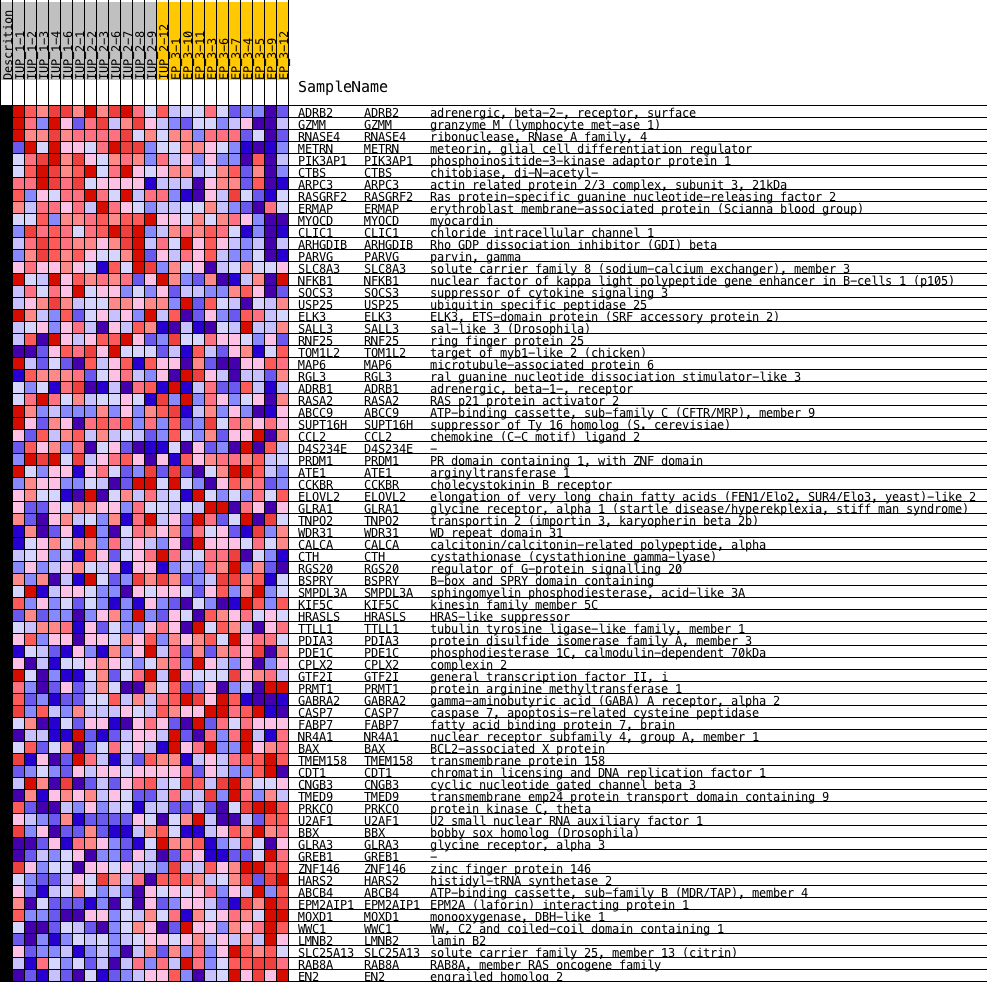 Descrition
IUP_1-1
IUP_1-2
IUP_1-3
IUP_1-4
IUP_1-6
IUP_2-1
IUP_2-2
IUP_2-3
IUP_2-6
IUP_2-7
IUP_2-8
IUP_2-9
IUP_2-12
EP_3-1
EP_3-10
EP_3-11
EP_3-3
EP_3-6
EP_3-7
EP_3-4
EP_3-5
EP_3-9
EP_3-12
SampleName
ADRB2 ADRB2 adrenergic, beta-2-, receptor, surface
GZMM GZMM granzyme M (lymphocyte met-ase 1)
RNASE4 RNASE4 ribonuclease, RNase A family, 4
METRN METRN meteorin, glial cell differentiation regulator
PIK3AP1 PIK3AP1 phosphoinositide-3-kinase adaptor protein 1
CTBS CTBS chitobiase, di-N-acetyl-
ARPC3 ARPC3 actin related protein 2/3 complex, subunit 3, 21kDa
RASGRF2 RASGRF2 Ras protein-specific guanine nucleotide-releasing factor 2
ERMAP ERMAP erythroblast membrane-associated protein (Scianna blood group)
MYOCD MYOCD myocardin
CLIC1 CLIC1 chloride intracellular channel 1
ARHGDIB ARHGDIB Rho GDP dissociation inhibitor (GDI) beta
PARVG PARVG parvin, gamma
SLC8A3 SLC8A3 solute carrier family 8 (sodium-calcium exchanger), member 3
NFKB1 NFKB1 nuclear factor of kappa light polypeptide gene enhancer in B-cells 1 (p105)
SOCS3 SOCS3 suppressor of cytokine signaling 3
USP25 USP25 ubiquitin specific peptidase 25
ELK3 ELK3 ELK3, ETS-domain protein (SRF accessory protein 2)
SALL3 SALL3 sal-like 3 (Drosophila)
RNF25 RNF25 ring finger protein 25
TOM1L2 TOM1L2 target of myb1-like 2 (chicken)
MAP6 MAP6 microtubule-associated protein 6
RGL3 RGL3 ral guanine nucleotide dissociation stimulator-like 3
ADRB1 ADRB1 adrenergic, beta-1-, receptor
RASA2 RASA2 RAS p21 protein activator 2
ABCC9 ABCC9 ATP-binding cassette, sub-family C (CFTR/MRP), member 9
SUPT16H SUPT16H suppressor of Ty 16 homolog (S. cerevisiae)
CCL2 CCL2 chemokine (C-C motif) ligand 2
D4S234E D4S234E -
PRDM1 PRDM1 PR domain containing 1, with ZNF domain
ATE1 ATE1 arginyltransferase 1
CCKBR CCKBR cholecystokinin B receptor
ELOVL2 ELOVL2 elongation of very long chain fatty acids (FEN1/Elo2, SUR4/Elo3, yeast)-like 2
GLRA1 GLRA1 glycine receptor, alpha 1 (startle disease/hyperekplexia, stiff man syndrome)
TNPO2 TNPO2 transportin 2 (importin 3, karyopherin beta 2b)
WDR31 WDR31 WD repeat domain 31
CALCA CALCA calcitonin/calcitonin-related polypeptide, alpha
CTH CTH cystathionase (cystathionine gamma-lyase)
RGS20 RGS20 regulator of G-protein signalling 20
BSPRY BSPRY B-box and SPRY domain containing
SMPDL3A SMPDL3A sphingomyelin phosphodiesterase, acid-like 3A
KIF5C KIF5C kinesin family member 5C
HRASLS HRASLS HRAS-like suppressor
TTLL1 TTLL1 tubulin tyrosine ligase-like family, member 1
PDIA3 PDIA3 protein disulfide isomerase family A, member 3
PDE1C PDE1C phosphodiesterase 1C, calmodulin-dependent 70kDa
CPLX2 CPLX2 complexin 2
GTF2I GTF2I general transcription factor II, i
PRMT1 PRMT1 protein arginine methyltransferase 1
GABRA2 GABRA2 gamma-aminobutyric acid (GABA) A receptor, alpha 2
CASP7 CASP7 caspase 7, apoptosis-related cysteine peptidase
FABP7 FABP7 fatty acid binding protein 7, brain
NR4A1 NR4A1 nuclear receptor subfamily 4, group A, member 1
BAX BAX BCL2-associated X protein
TMEM158 TMEM158 transmembrane protein 158
CDT1 CDT1 chromatin licensing and DNA replication factor 1
CNGB3 CNGB3 cyclic nucleotide gated channel beta 3
TMED9 TMED9 transmembrane emp24 protein transport domain containing 9
PRKCQ PRKCQ protein kinase C, theta
U2AF1 U2AF1 U2 small nuclear RNA auxiliary factor 1
BBX BBX bobby sox homolog (Drosophila)
GLRA3 GLRA3 glycine receptor, alpha 3
GREB1 GREB1 -
ZNF146 ZNF146 zinc finger protein 146
HARS2 HARS2 histidyl-tRNA synthetase 2
ABCB4 ABCB4 ATP-binding cassette, sub-family B (MDR/TAP), member 4
EPM2AIP1 EPM2AIP1 EPM2A (laforin) interacting protein 1
MOXD1 MOXD1 monooxygenase, DBH-like 1
WWC1 WWC1 WW, C2 and coiled-coil domain containing 1
LMNB2 LMNB2 lamin B2
SLC25A13 SLC25A13 solute carrier family 25, member 13 (citrin)
RAB8A RAB8A RAB8A, member RAS oncogene family
EN2 EN2 engrailed homolog 2